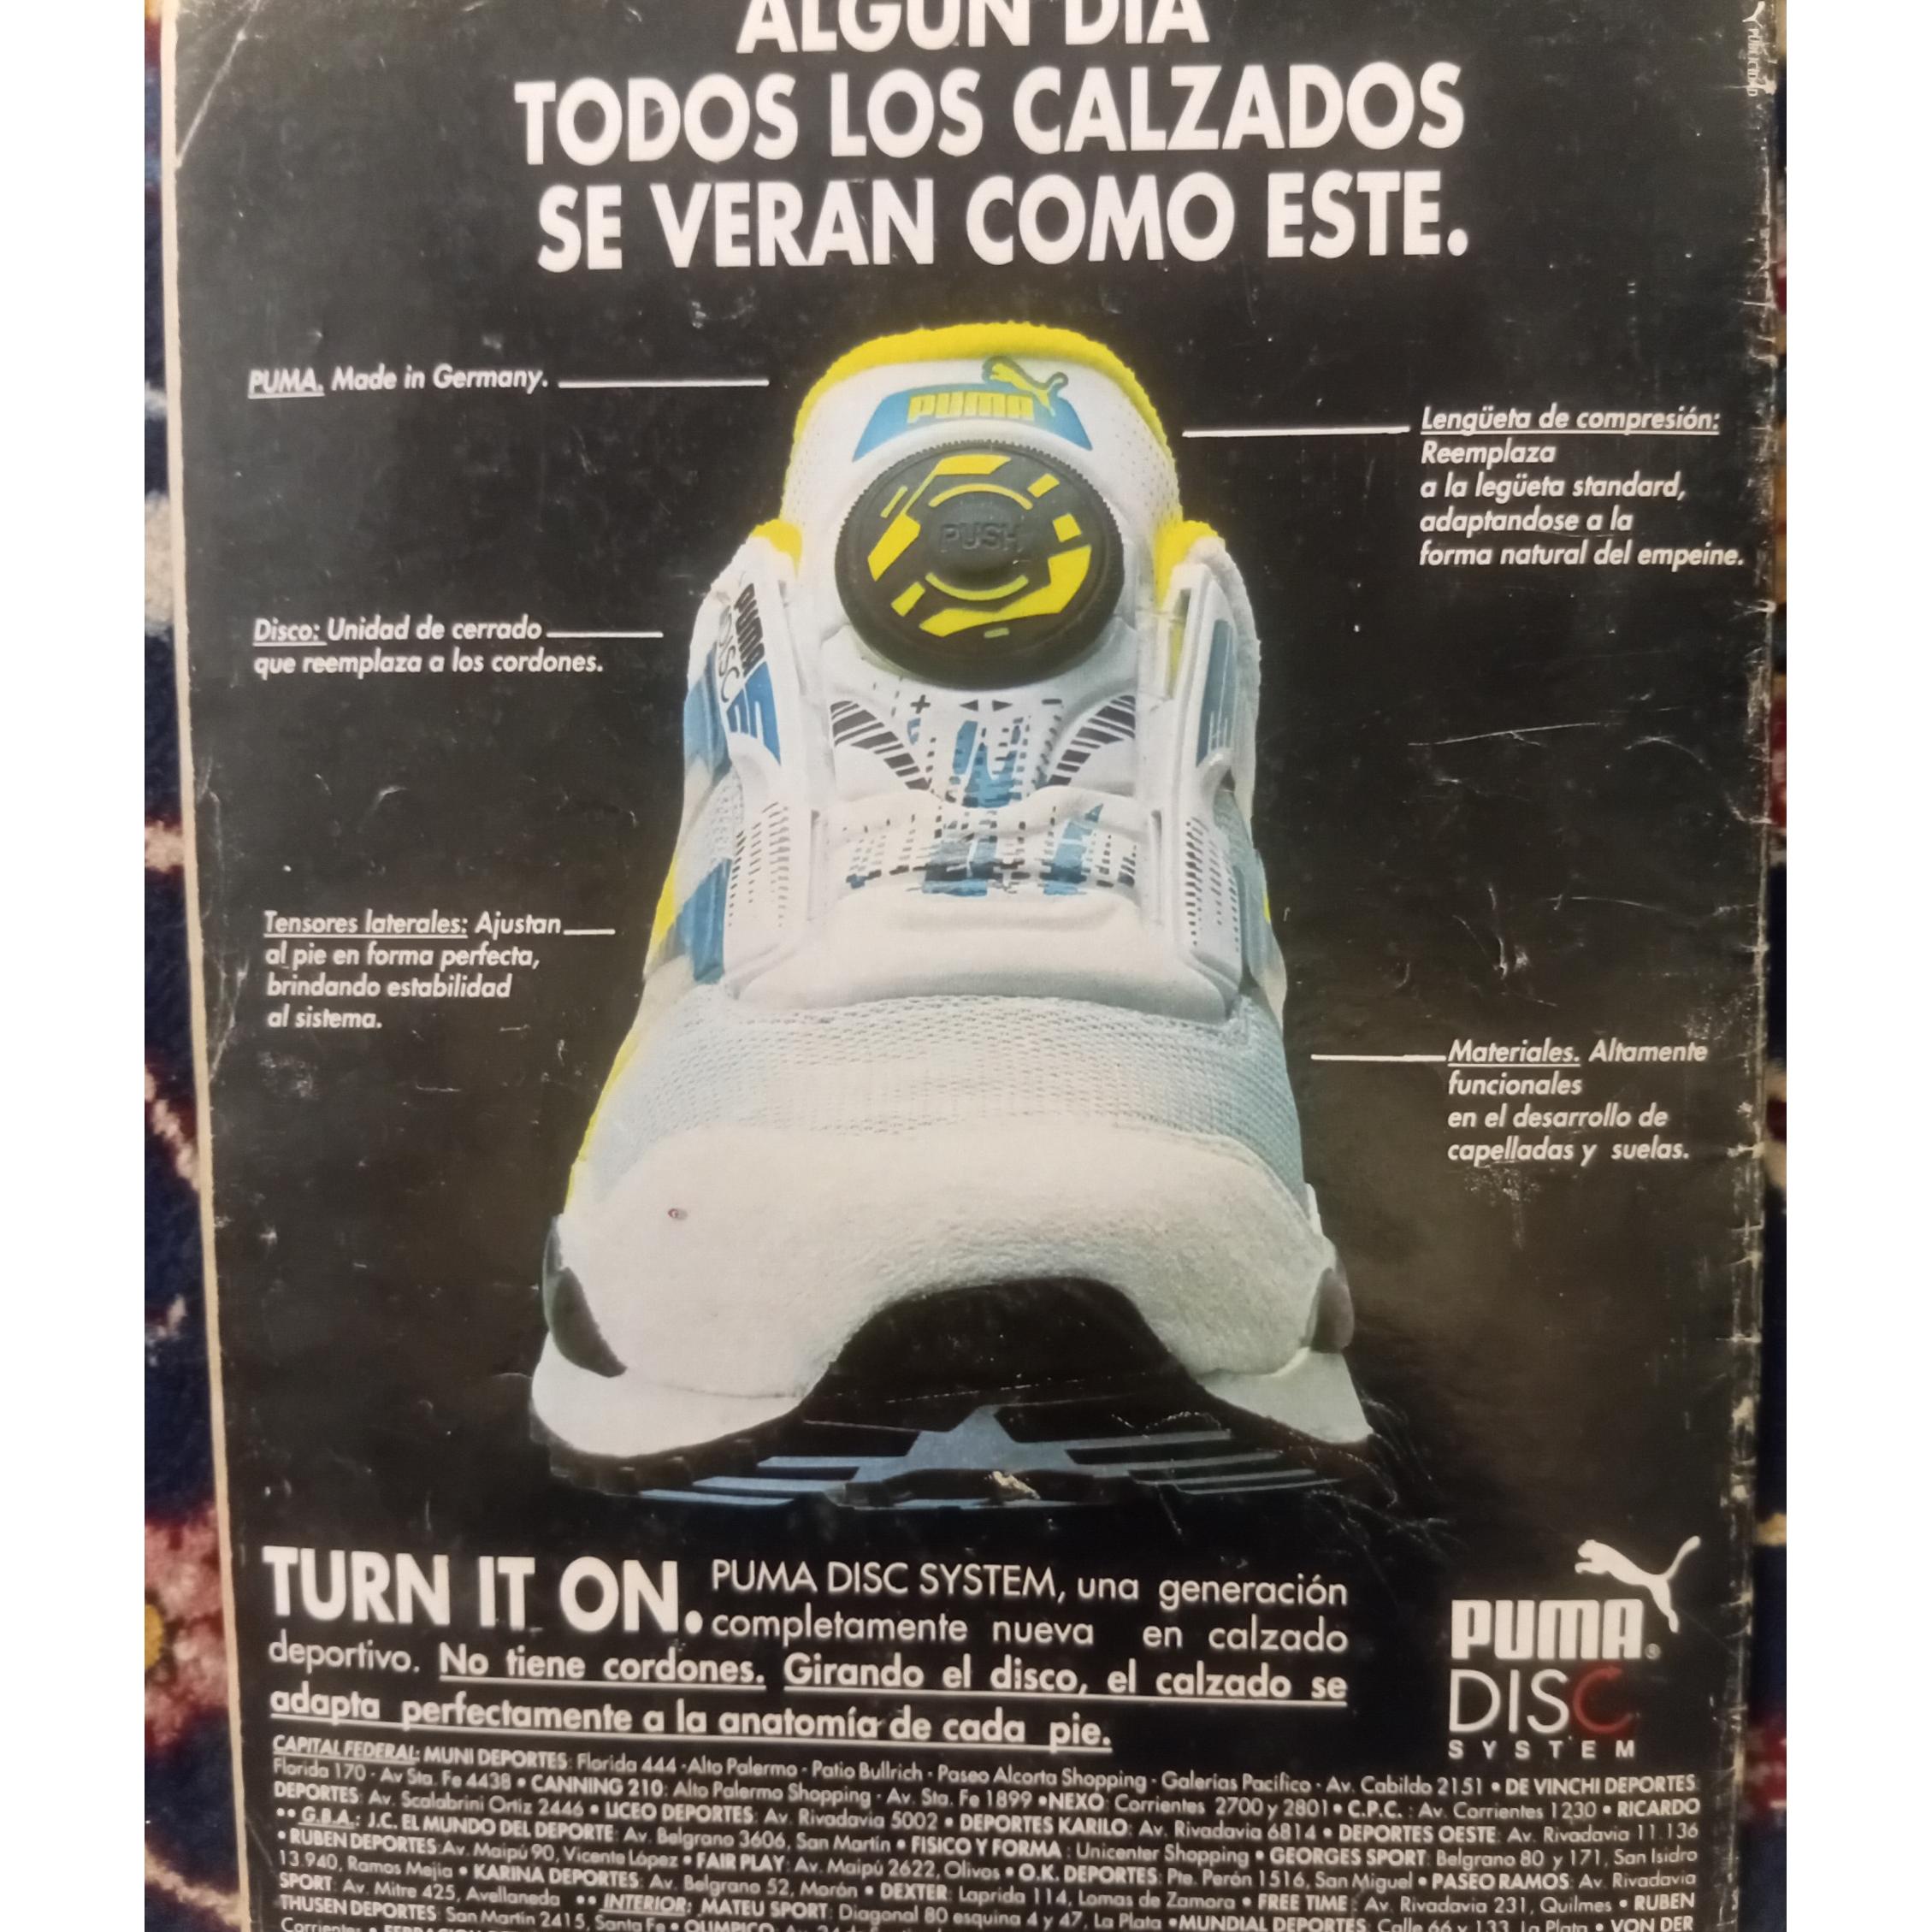 ALGUN DIA
TODOS LOS CALZADOS
SE VERAN COMO ESTE.
PUBLICIDAD
PUMA. Made in Germany.
Lengüeta de compresión:
Reemplaza
a la legüeta standard,
adaptandose a la
forma natural del empeine.
PUMA
PUSH
Disco: Unidad de cerrado
que reemplaza a los cordones.
PUMA
DISC
Tensores laterales: Ajustan
al pie en forma perfecta,
brindando estabilidad
al sistema.
Materiales. Altamente
funcionales
en el desarrollo de
capelladas y suelas.
TURN IT ON. PUMA DISC SYSTEM, una generación
completamente nueva en calzado
deportivo. No tiene cordones. Girando el disco, el calzado se
adapta perfectamente a la anatomía de cada pie.
PUMA®
DISC
SYSTEM
CAPITAL FEDERAL: MUNI DEPORTES: Florida 444 - Alto Palermo - Patio Bullrich - Paseo Alcorta Shopping - Galerias Pacífico - Av. Cabildo 2151 • DE VINCHI DEPORTES
Florida 170 - Av Sta. Fe 4438 • CANNING 210: Alto Palermo Shopping - Av. Sta. Fe 1899 • NEXO: Corrientes 2700 y 2801 • C.P.C. : Av. Corrientes 1230 • RICARDO
DEPORTES: Av. Scalabrini Ortiz 2446 • LICEO DEPORTES: Av. Rivadavia 5002 • DEPORTES KARILO: Av. Rivadavia 6814 • DEPORTES OESTE: Av. Rivadavia 11.136
•• G.B.A.: J.C. EL MUNDO DEL DEPORTE: Av. Belgrano 3606, San Martín • FISICO Y FORMA : Unicenter Shopping • GEORGES SPORT: Belgrano 80 y 171, San Isidro
• RUBEN DEPORTES: Av. Maipú 90, Vicente López • FAIR PLAY: Av. Maipú 2622, Olivos • O.K. DEPORTES: Pte. Perón 1516, San Miguel • PASEO RAMOS: Av. Rivadavia
13.940, Ramos Mejia • KARINA DEPORTES: Av. Belgrano 52, Morón • DEXTER: Laprida 114, Lomas de Zamora • FREE TIME : Av. Rivadavia 231, Quilmes • RUBEN
SPORT: Av. Mitre 425, Avellaneda •• INTERIOR: MATEU SPORT: Diagonal 80 esquina 4 y 47, La Plata • MUNDIAL DEPORTES: Calle 66 y 133, La Plata • VON DER
THUSEN DEPORTES: San Martin 2415, Santa Fe • OLIMPICO: Av.
Corrientes •